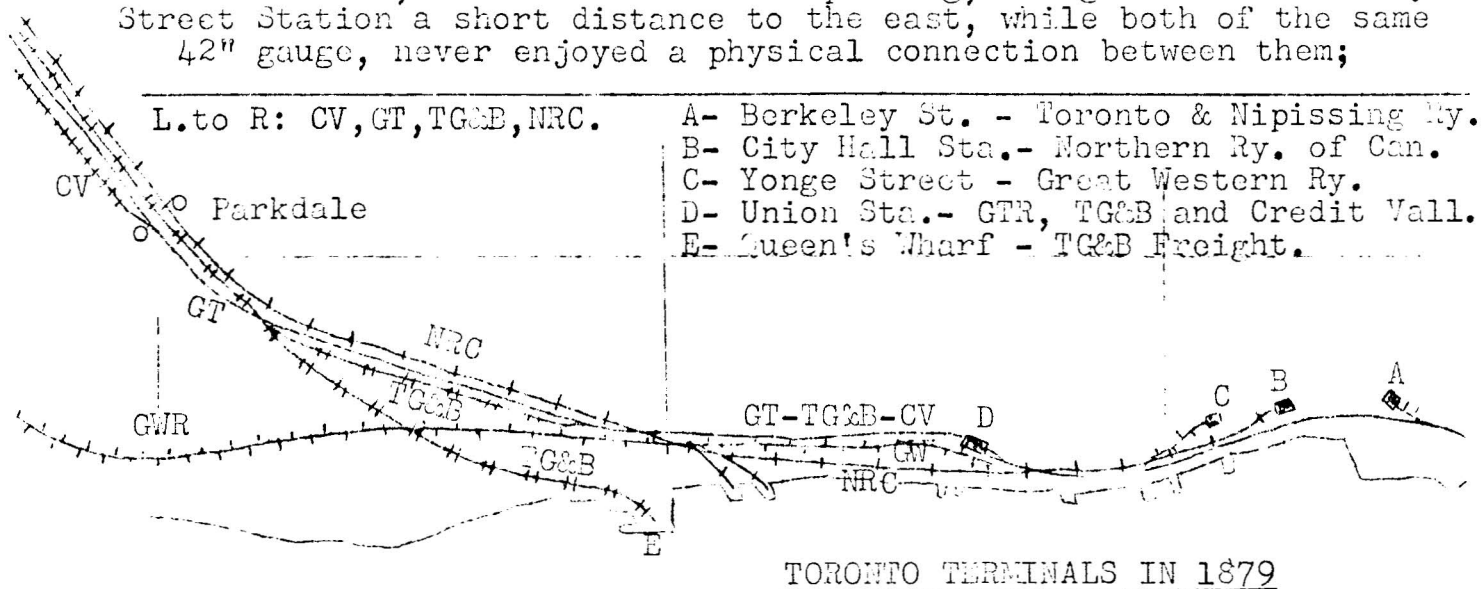 Street Station a short distance to the east, while both of the same
42" gauge, never enjoyed a physical connection between them;
L.to R: CV,GT,TG&B,NRC.
A- Berkeley St. - Toronto & Nipissing Ry.
B- City Hall Sta.- Northern Ry. of Can.
C- Yonge Street - Great Western Ry.
D- Union Sta.- GTR, TG&B and Credit Vall.
E- Queen's Wharf - TG&B Freight.
CV
Parkdale
GT
NRC
TG&B
GWR
TG&B
GT-TG&B-CV
D
GW
NRC
C
B
A
E
TORONTO TERMINALS IN 1879